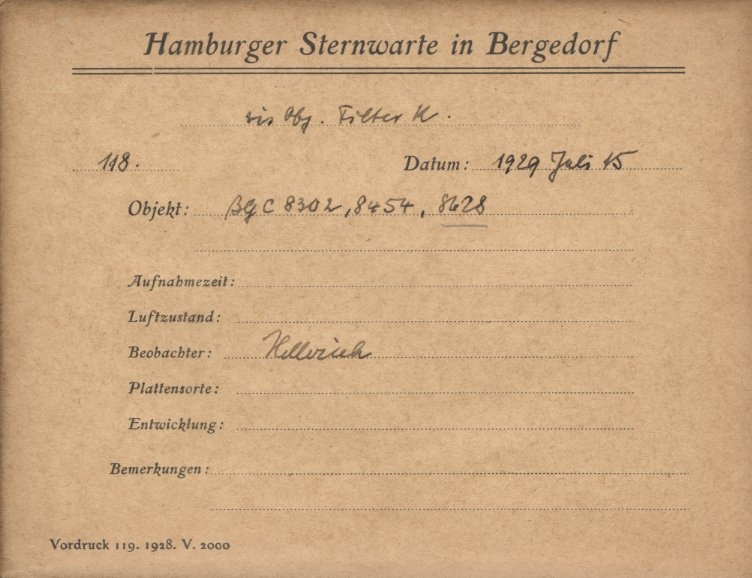 Hamburger Sternwarte in Bergedorf
vis Obj. Filter K.
118. Datum: 1929 Juli 15
Objekt: BGC 8302, 8454, 8628
Aufnahmezeit:
Luftzustand:
Beobachter: Hellerich
Plattensorte:
Entwicklung:
Bemerkungen:
Vordruck 119. 1928. V. 2000